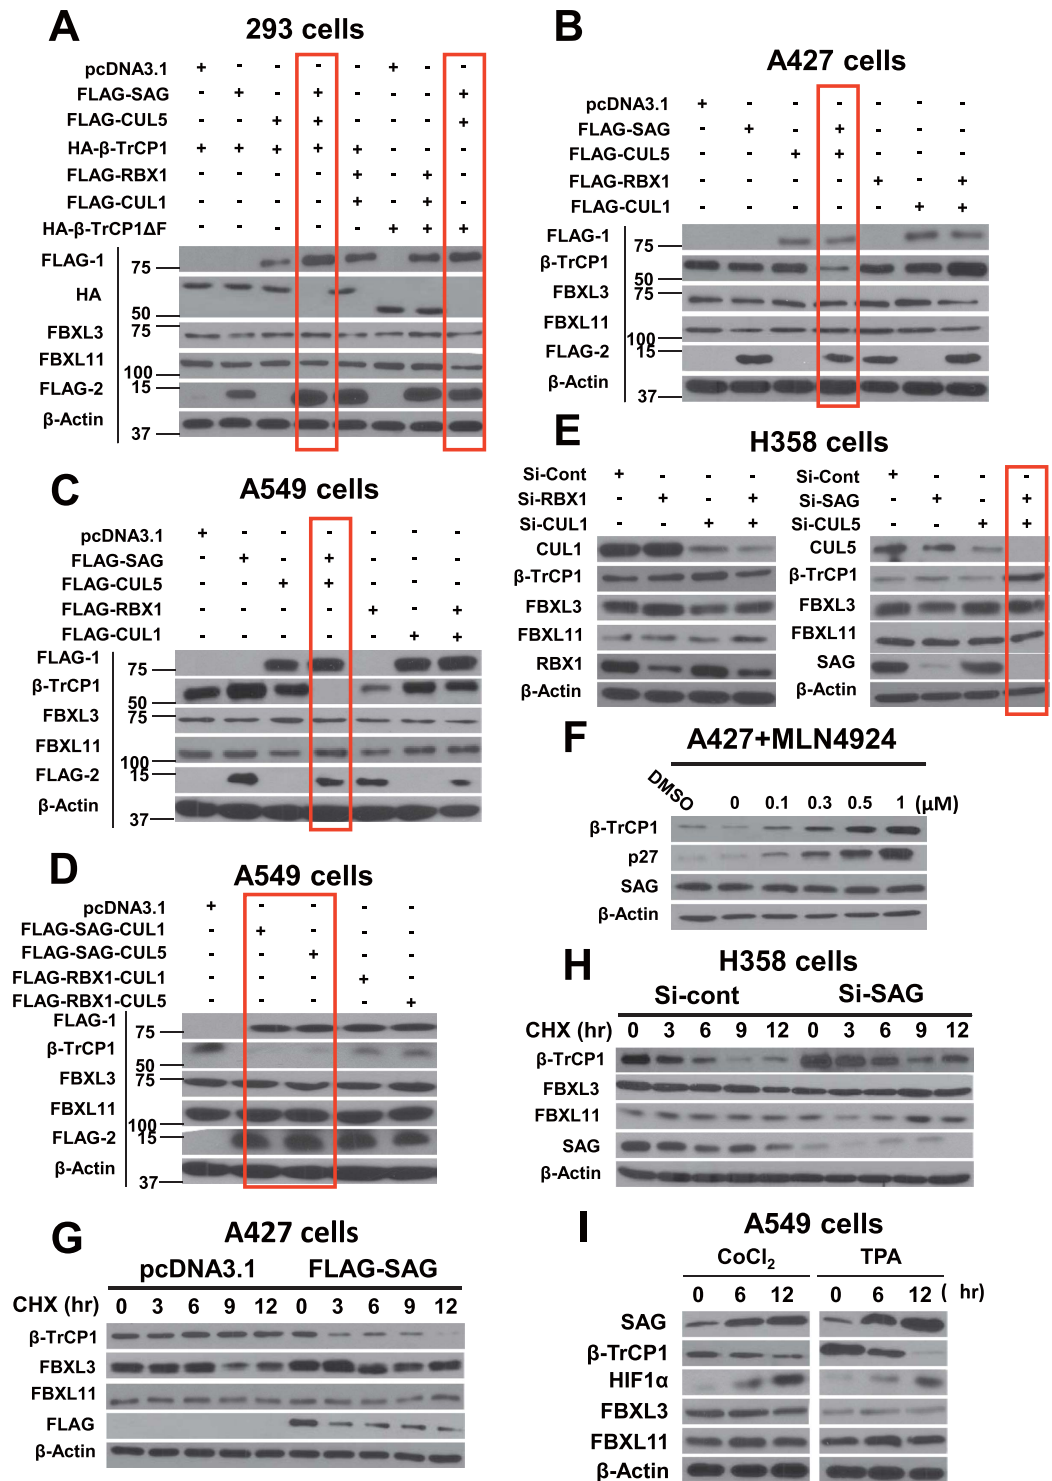 A
293 cells
pcDNA3.1 + - - - - + - -
FLAG-SAG - + - + - - - +
FLAG-CUL5 - - + + - - - +
HA-β-TrCP1 + + + + + - - -
FLAG-RBX1 - - - - + - + -
FLAG-CUL1 - - - - + - + -
HA-β-TrCP1ΔF - - - - - + + +
FLAG-1 75
HA 50
FBXL3 75
FBXL11 100
FLAG-2 15
β-Actin 37
B
A427 cells
pcDNA3.1 + - - - - - -
FLAG-SAG - + - + - - -
FLAG-CUL5 - - + + - - -
FLAG-RBX1 - - - - + - +
FLAG-CUL1 - - - - - + +
FLAG-1 75
β-TrCP1 50
FBXL3 75
FBXL11 100
FLAG-2 15
β-Actin 37
C
A549 cells
pcDNA3.1 + - - - - - -
FLAG-SAG - + - + - - -
FLAG-CUL5 - - + + - - -
FLAG-RBX1 - - - - + - +
FLAG-CUL1 - - - - - + +
FLAG-1 75
β-TrCP1 50
FBXL3 75
FBXL11 100
FLAG-2 15
β-Actin 37
D
A549 cells
pcDNA3.1 + - - - -
FLAG-SAG-CUL1 - + - - -
FLAG-SAG-CUL5 - - + - -
FLAG-RBX1-CUL1 - - - + -
FLAG-RBX1-CUL5 - - - - +
FLAG-1 75
β-TrCP1 50
FBXL3 75
FBXL11 100
FLAG-2 15
β-Actin 37
E
H358 cells
Si-Cont + - - -
Si-RBX1 - + - +
Si-CUL1 - - + +
CUL1
β-TrCP1
FBXL3
FBXL11
RBX1
β-Actin
Si-Cont + - - -
Si-SAG - + - +
Si-CUL5 - - + +
CUL5
β-TrCP1
FBXL3
FBXL11
SAG
β-Actin
F
A427+MLN4924
DMSO 0 0.1 0.3 0.5 1 (μM)
β-TrCP1
p27
SAG
β-Actin
G
A427 cells
pcDNA3.1 FLAG-SAG
CHX (hr) 0 3 6 9 12 0 3 6 9 12
β-TrCP1
FBXL3
FBXL11
FLAG
β-Actin
H
H358 cells
Si-cont Si-SAG
CHX (hr) 0 3 6 9 12 0 3 6 9 12
β-TrCP1
FBXL3
FBXL11
SAG
β-Actin
I
A549 cells
CoCl₂ TPA
0 6 12 0 6 12 ( hr)
SAG
β-TrCP1
HIF1α
FBXL3
FBXL11
β-Actin